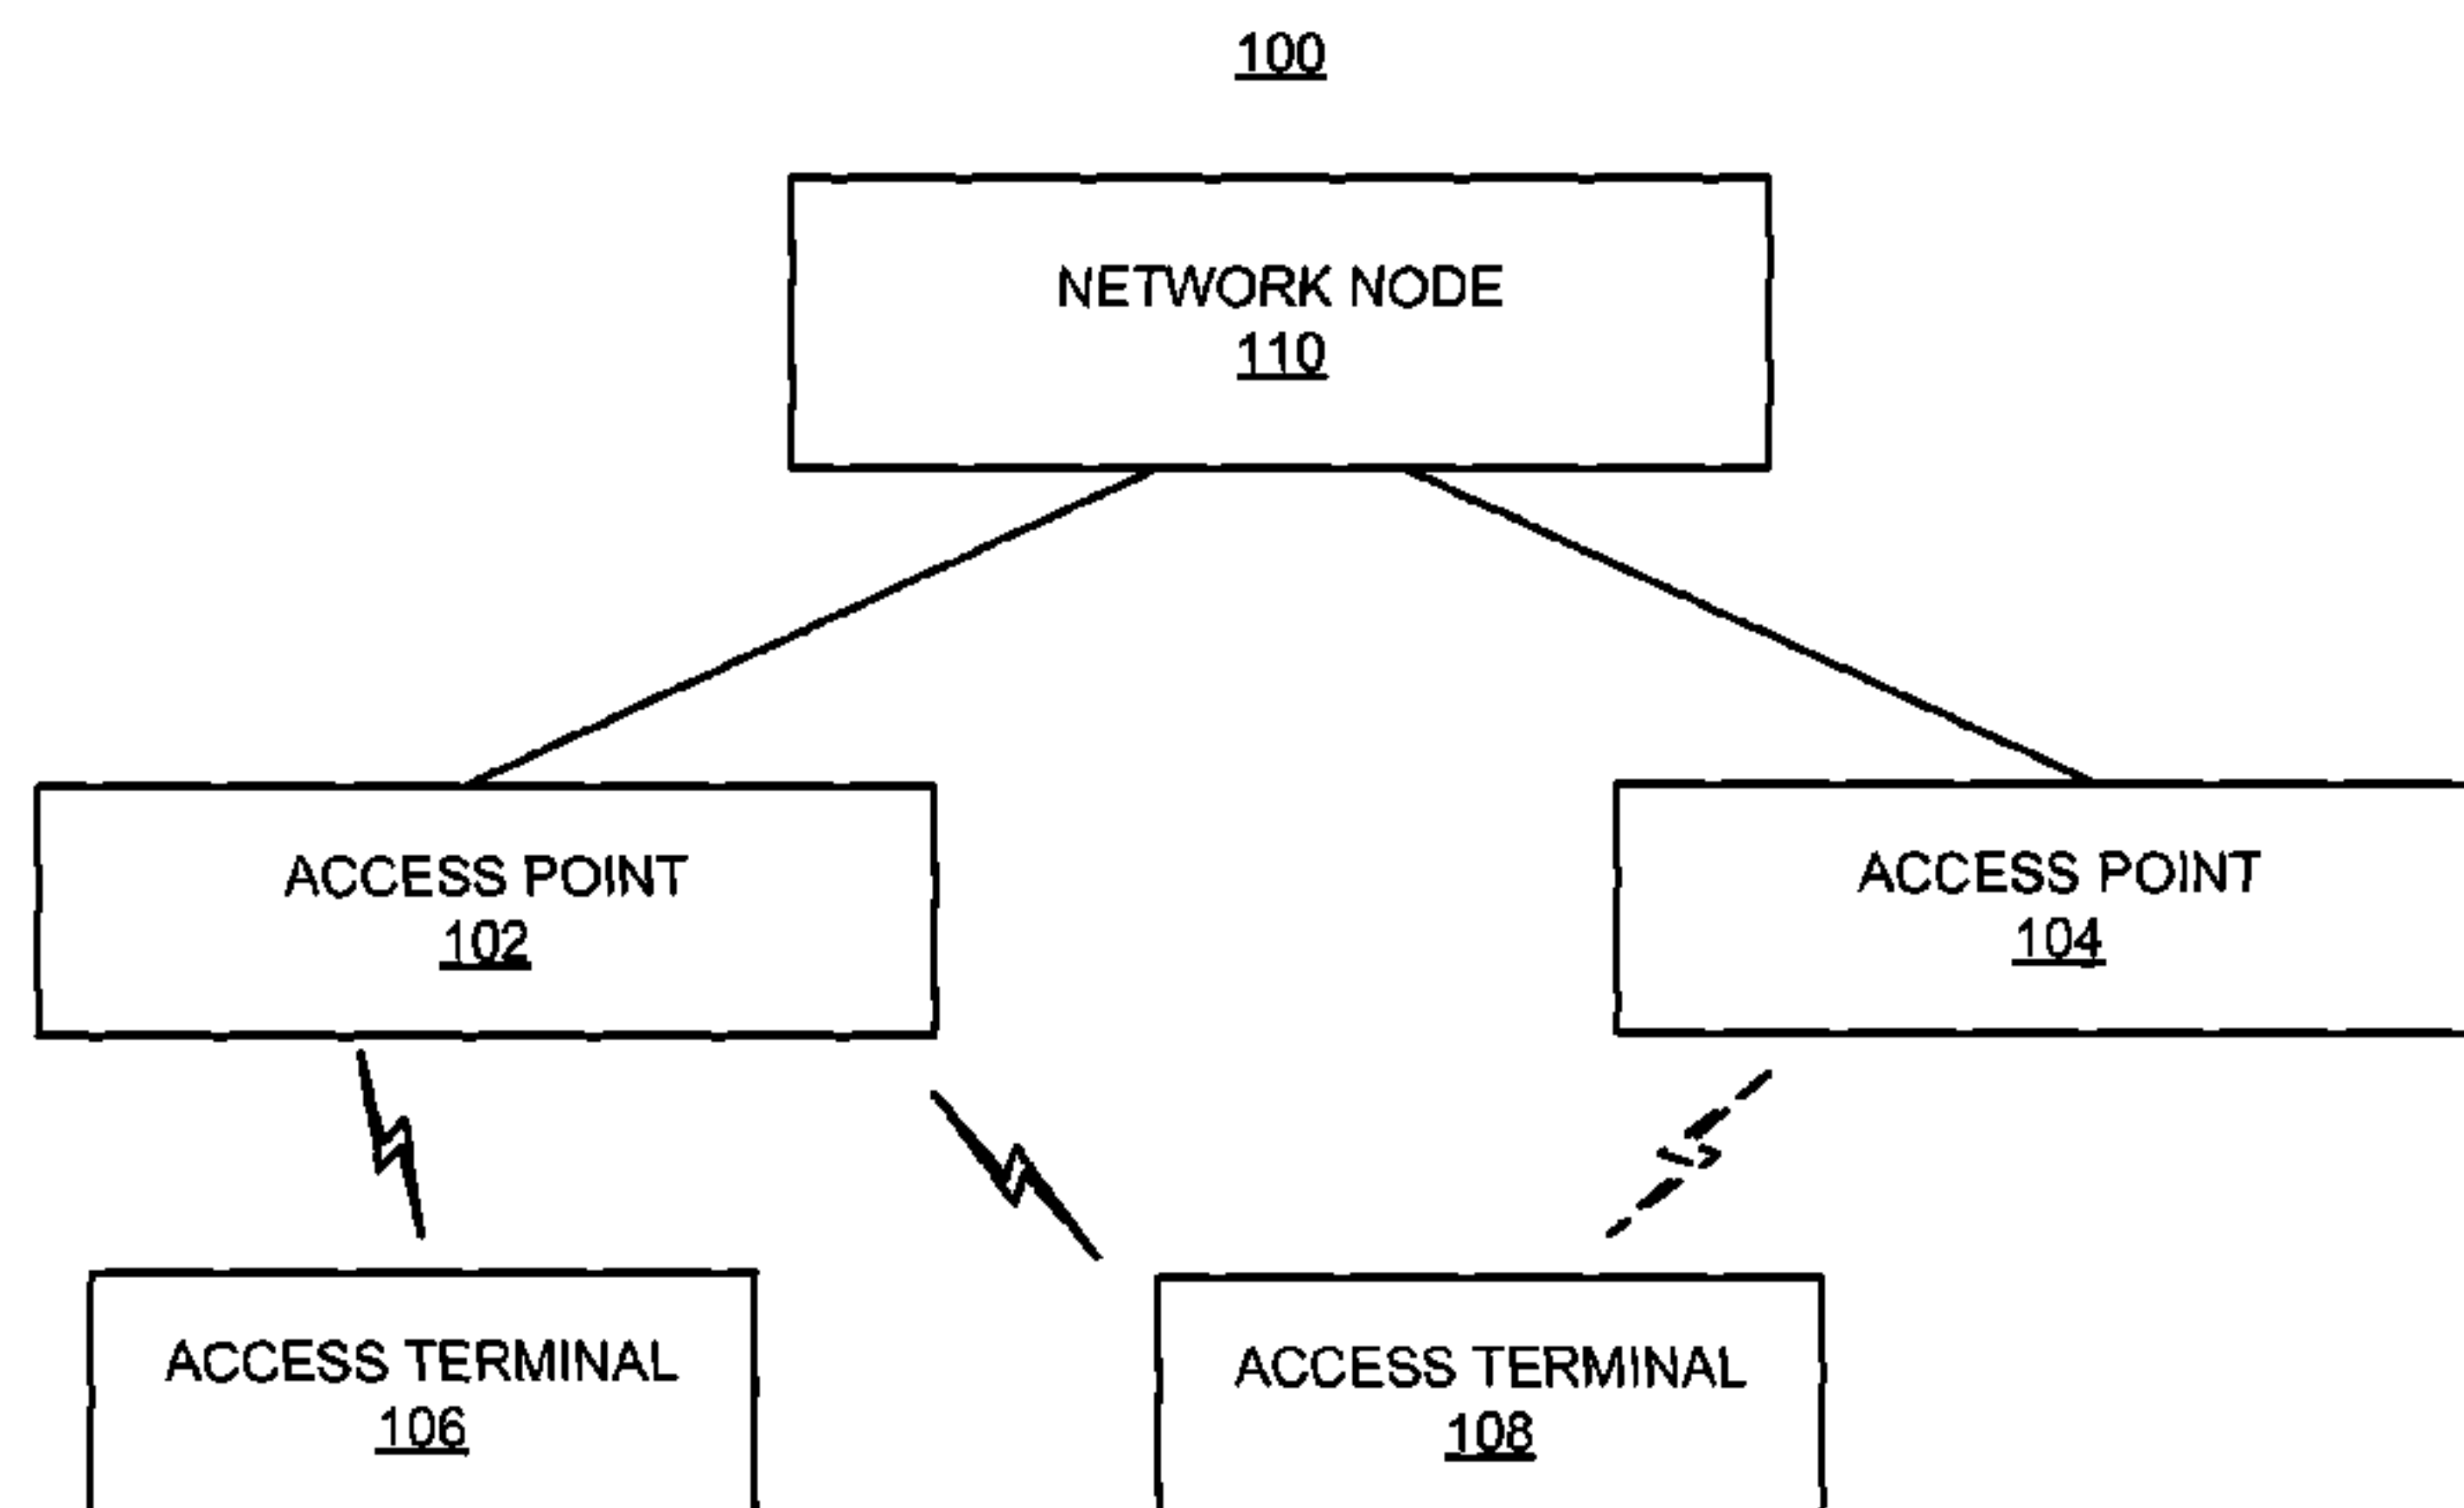 100
NETWORK NODE
110
ACCESS POINT
102
ACCESS POINT
104
ACCESS TERMINAL
106
ACCESS TERMINAL
108